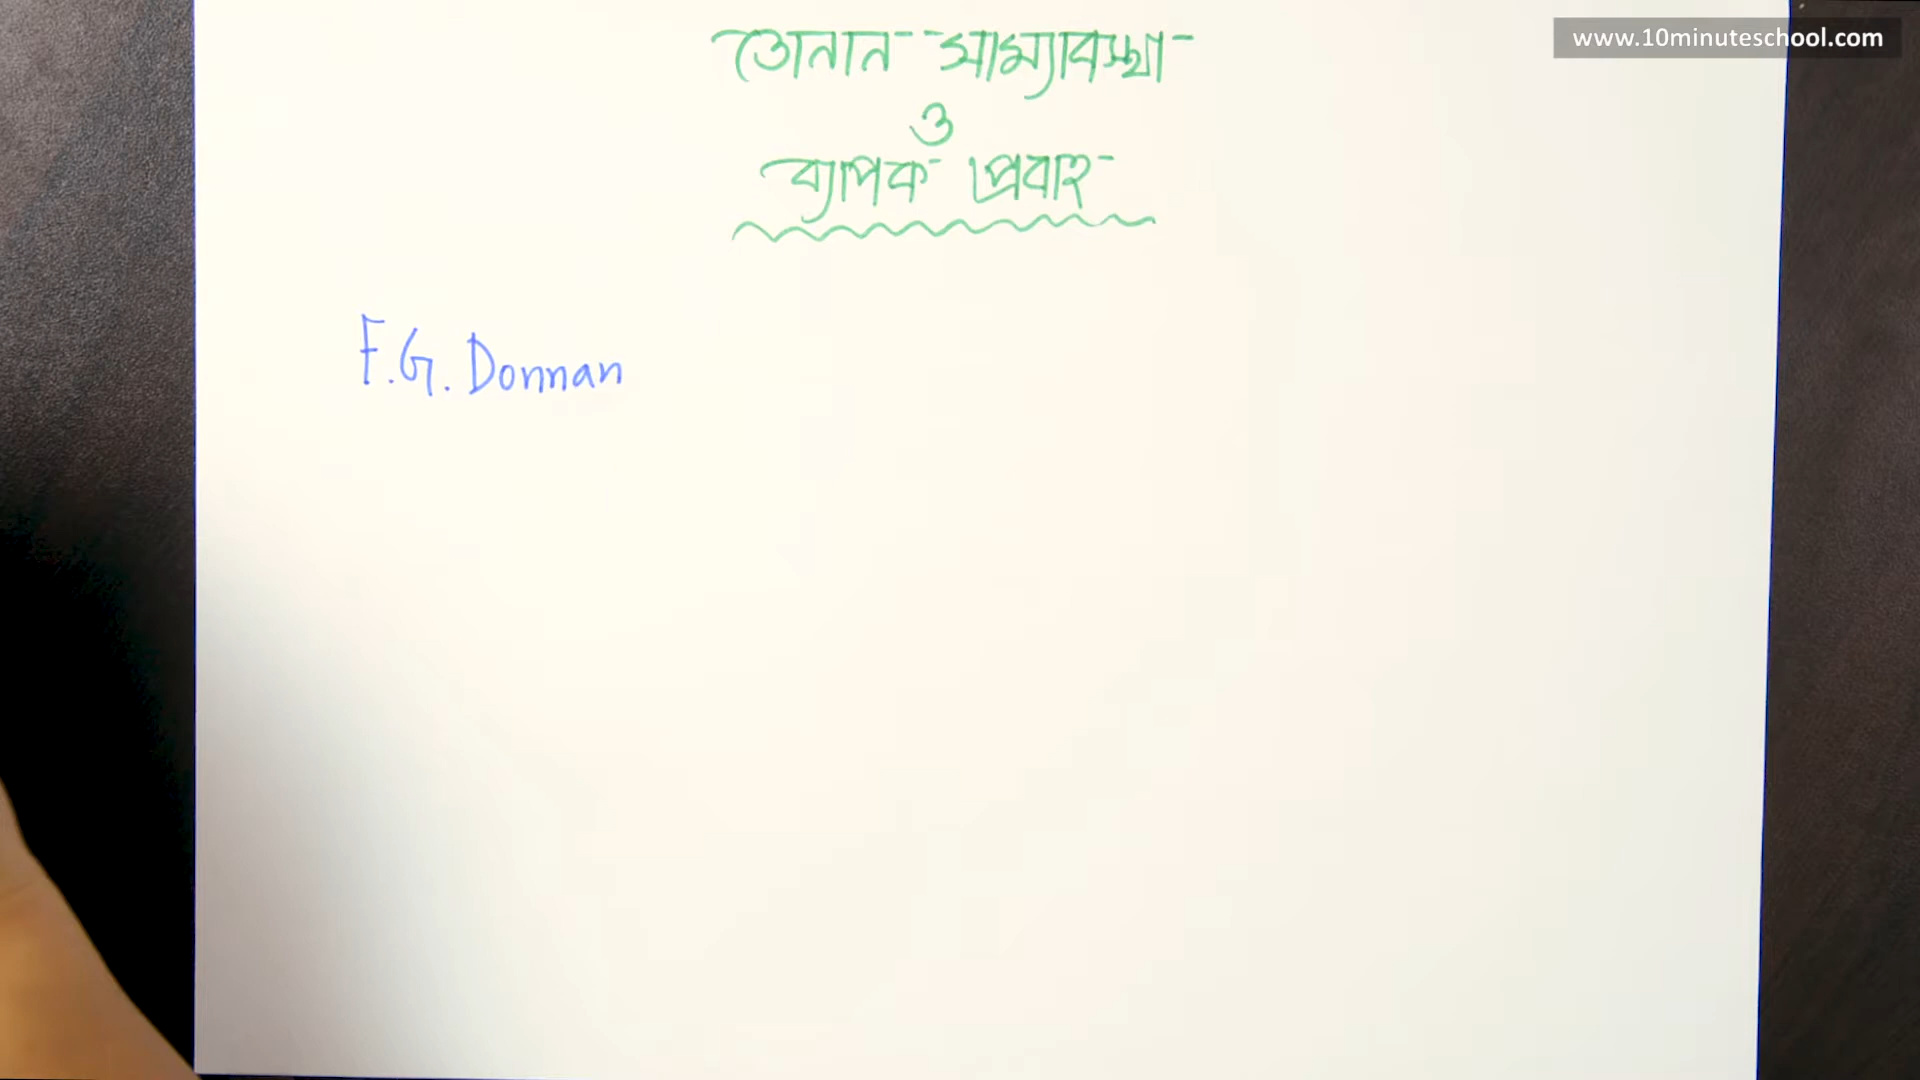 ডোনান সাম্যাবস্থা
ও
ব্যাপক প্রবাহ
F.G. Donnan
www.10minuteschool.com